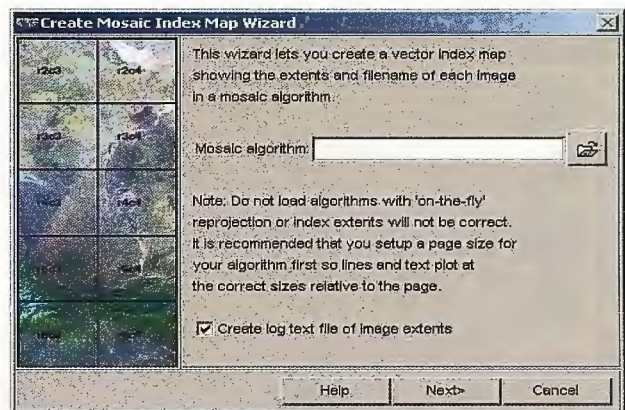 Create Mosaic Index Map Wizard
r2c3 r2c4
r3c3 r3c4
r4c3 r4c4
This wizard lets you create a vector index map
showing the extents and filename of each image
in a mosaic algorithm.
Mosaic algorithm:
Note: Do not load algorithms with 'on-the-fly'
reprojection or index extents will not be correct.
It is recommended that you setup a page size for
your algorithm first so lines and text plot at
the correct sizes relative to the page.
Create log text file of image extents
Help Next> Cancel